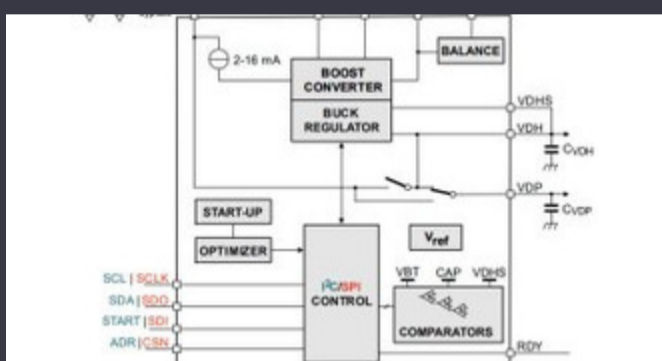 2-16 mA
BALANCE
BOOST
CONVERTER
BUCK
REGULATOR
VDHS
VDH
CVDH
VDP
CVDP
START-UP
OPTIMIZER
Vref
I²C/SPI
CONTROL
VBT CAP VDHS
COMPARATORS
SCL | SCLK
SDA | SDO
START | SDI
ADR | CSN
RDY